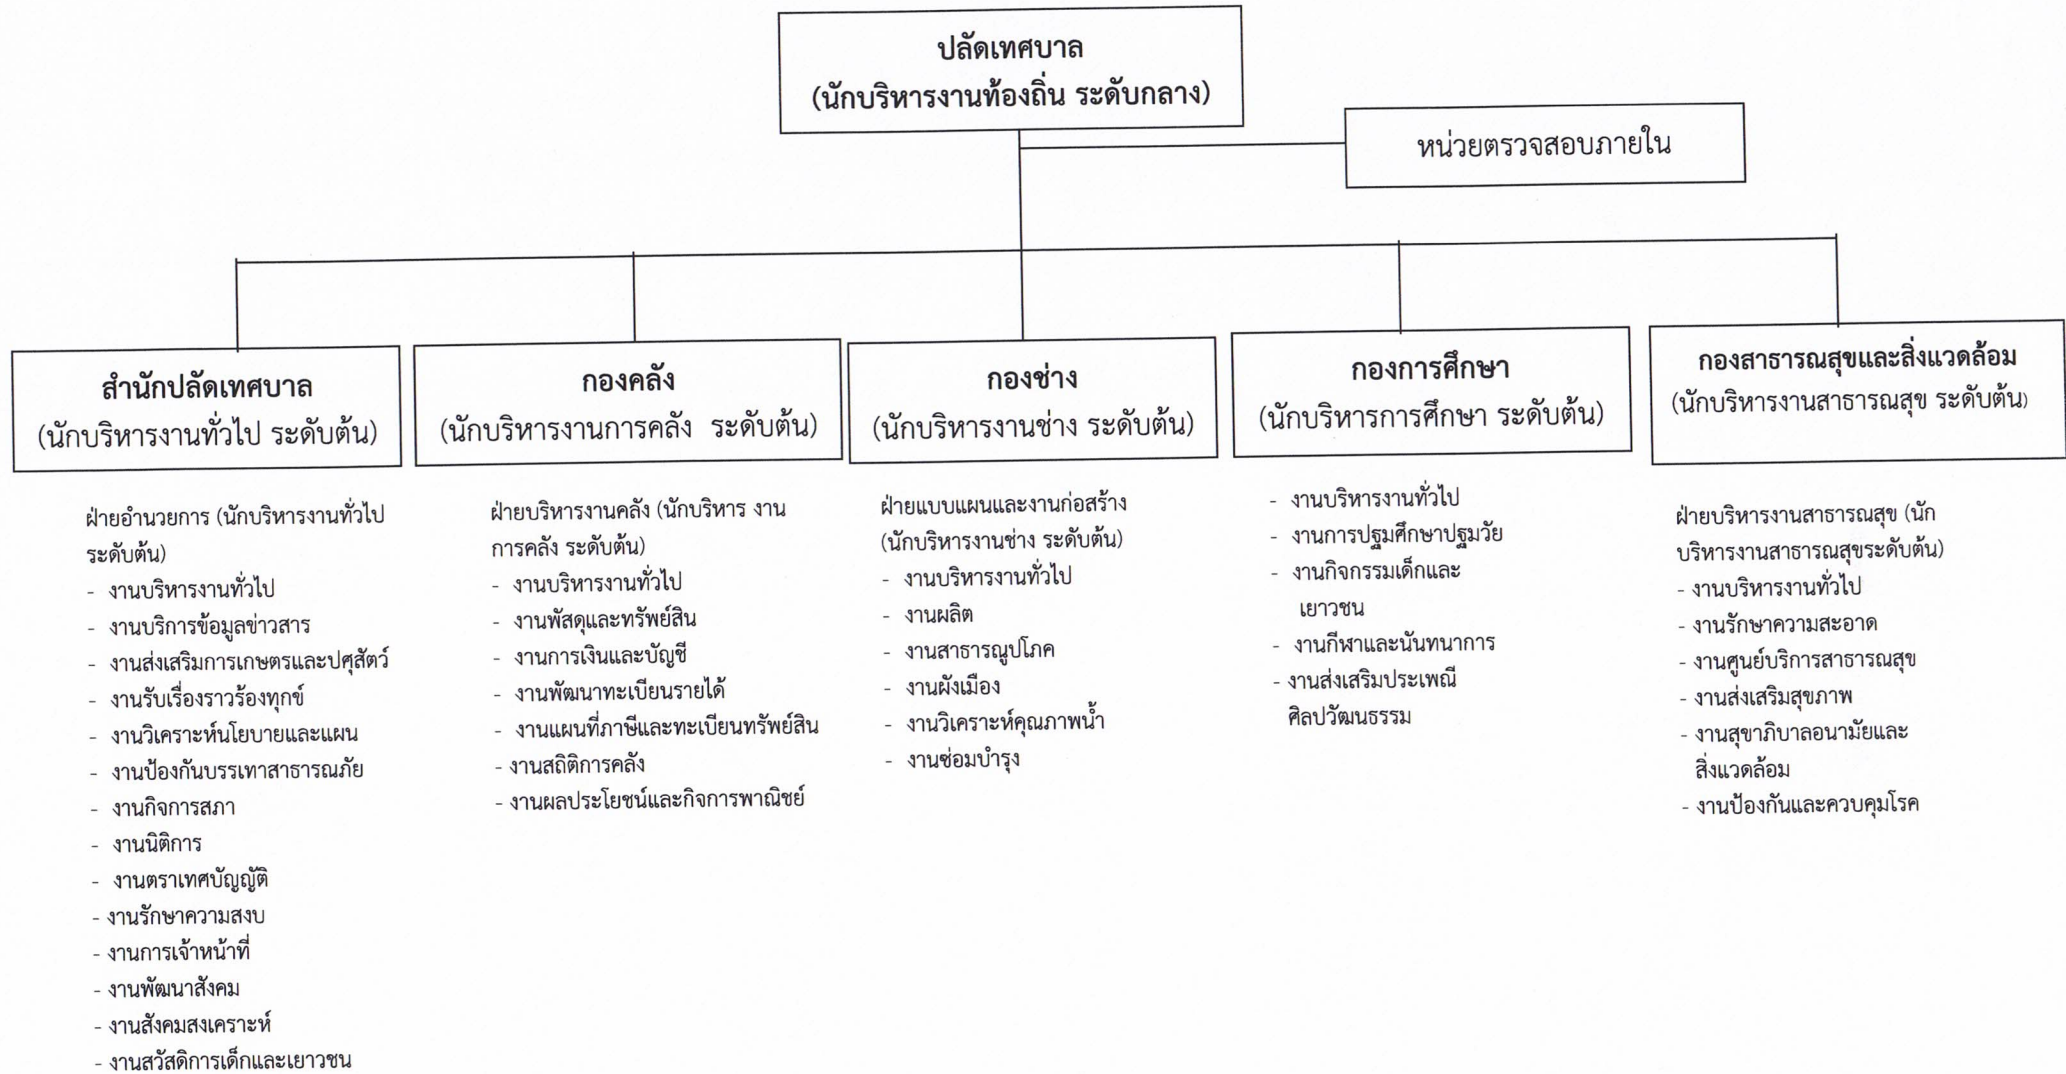 ปลัดเทศบาล
(นักบริหารงานท้องถิ่น ระดับกลาง)
หน่วยตรวจสอบภายใน
สำนักปลัดเทศบาล
(นักบริหารงานทั่วไป ระดับต้น)
กองคลัง
(นักบริหารงานการคลัง ระดับต้น)
กองช่าง
(นักบริหารงานช่าง ระดับต้น)
กองการศึกษา
(นักบริหารการศึกษา ระดับต้น)
กองสาธารณสุขและสิ่งแวดล้อม
(นักบริหารงานสาธารณสุข ระดับต้น)
ฝ่ายอำนวยการ (นักบริหารงานทั่วไป
ระดับต้น)
- งานบริหารงานทั่วไป
- งานบริการข้อมูลข่าวสาร
- งานส่งเสริมการเกษตรและปศุสัตว์
- งานรับเรื่องราวร้องทุกข์
- งานวิเคราะห์นโยบายและแผน
- งานป้องกันบรรเทาสาธารณภัย
- งานกิจการสภา
- งานนิติการ
- งานตราเทศบัญญัติ
- งานรักษาความสงบ
- งานการเจ้าหน้าที่
- งานพัฒนาสังคม
- งานสังคมสงเคราะห์
- งานสวัสดิการเด็กและเยาวชน
ฝ่ายบริหารงานคลัง (นักบริหาร งาน
การคลัง ระดับต้น)
- งานบริหารงานทั่วไป
- งานพัสดุและทรัพย์สิน
- งานการเงินและบัญชี
- งานพัฒนาทะเบียนรายได้
- งานแผนที่ภาษีและทะเบียนทรัพย์สิน
- งานสถิติการคลัง
- งานผลประโยชน์และกิจการพาณิชย์
ฝ่ายแบบแผนและงานก่อสร้าง
(นักบริหารงานช่าง ระดับต้น)
- งานบริหารงานทั่วไป
- งานผลิต
- งานสาธารณูปโภค
- งานผังเมือง
- งานวิเคราะห์คุณภาพน้ำ
- งานซ่อมบำรุง
- งานบริหารงานทั่วไป
- งานการปฐมศึกษาปฐมวัย
- งานกิจกรรมเด็กและ
เยาวชน
- งานกีฬาและนันทนาการ
- งานส่งเสริมประเพณี
ศิลปวัฒนธรรม
ฝ่ายบริหารงานสาธารณสุข (นัก
บริหารงานสาธารณสุขระดับต้น)
- งานบริหารงานทั่วไป
- งานรักษาความสะอาด
- งานศูนย์บริการสาธารณสุข
- งานส่งเสริมสุขภาพ
- งานสุขาภิบาลอนามัยและ
สิ่งแวดล้อม
- งานป้องกันและควบคุมโรค